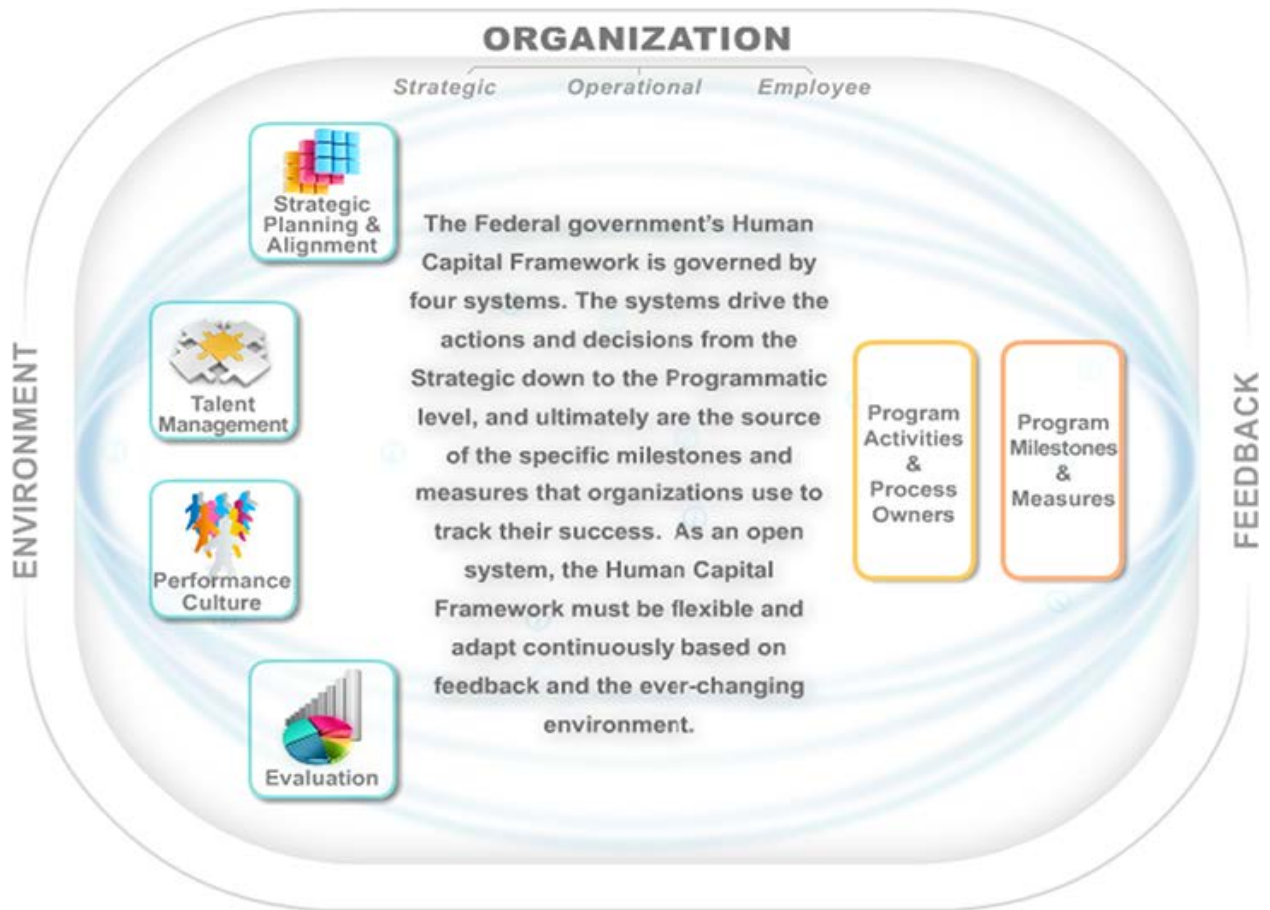 ORGANIZATION
Strategic Operational Employee
ENVIRONMENT
Strategic
Planning &
Alignment
Talent
Management
Performance
Culture
Evaluation
The Federal government’s Human
Capital Framework is governed by
four systems. The systems drive the
actions and decisions from the
Strategic down to the Programmatic
level, and ultimately are the source
of the specific milestones and
measures that organizations use to
track their success. As an open
system, the Human Capital
Framework must be flexible and
adapt continuously based on
feedback and the ever-changing
environment.
Program
Activities
&
Process
Owners
Program
Milestones
&
Measures
FEEDBACK